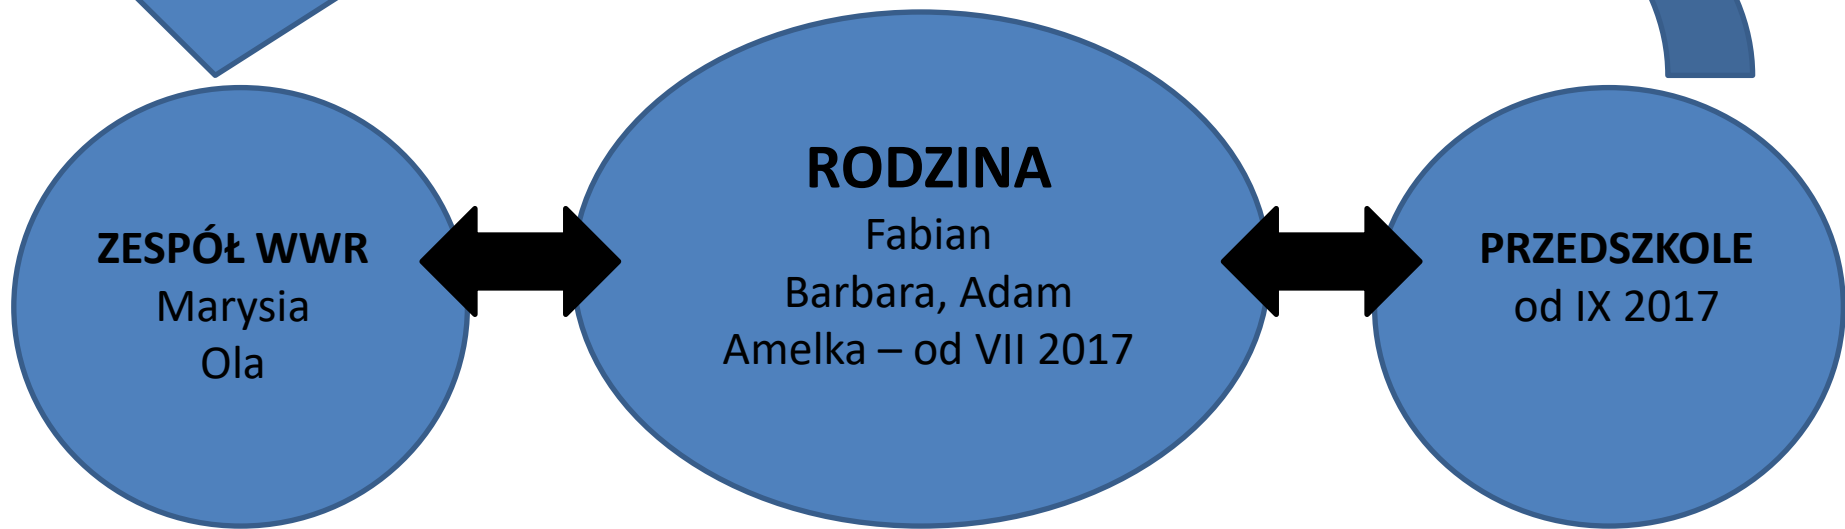 ZESPÓŁ WWR
Marysia
Ola
RODZINA
Fabian
Barbara, Adam
Amelka – od VII 2017
PRZEDSZKOLE
od IX 2017